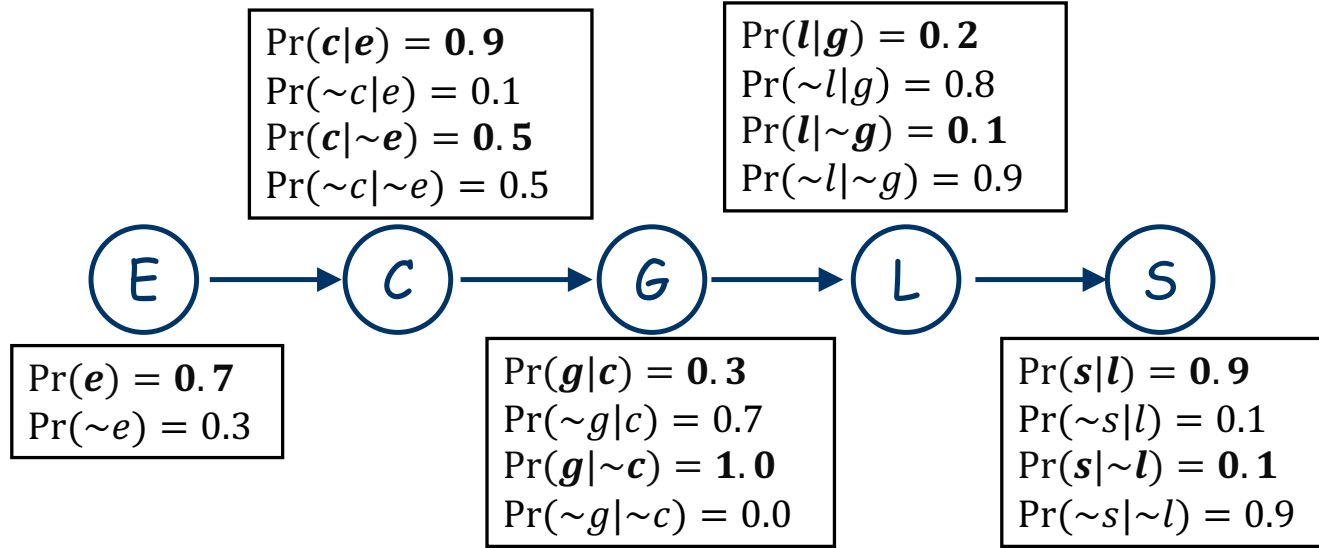 Pr(c|e) = 0.9
Pr(~c|e) = 0.1
Pr(c|~e) = 0.5
Pr(~c|~e) = 0.5
Pr(l|g) = 0.2
Pr(~l|g) = 0.8
Pr(l|~g) = 0.1
Pr(~l|~g) = 0.9
E
C
G
L
S
Pr(e) = 0.7
Pr(~e) = 0.3
Pr(g|c) = 0.3
Pr(~g|c) = 0.7
Pr(g|~c) = 1.0
Pr(~g|~c) = 0.0
Pr(s|l) = 0.9
Pr(~s|l) = 0.1
Pr(s|~l) = 0.1
Pr(~s|~l) = 0.9